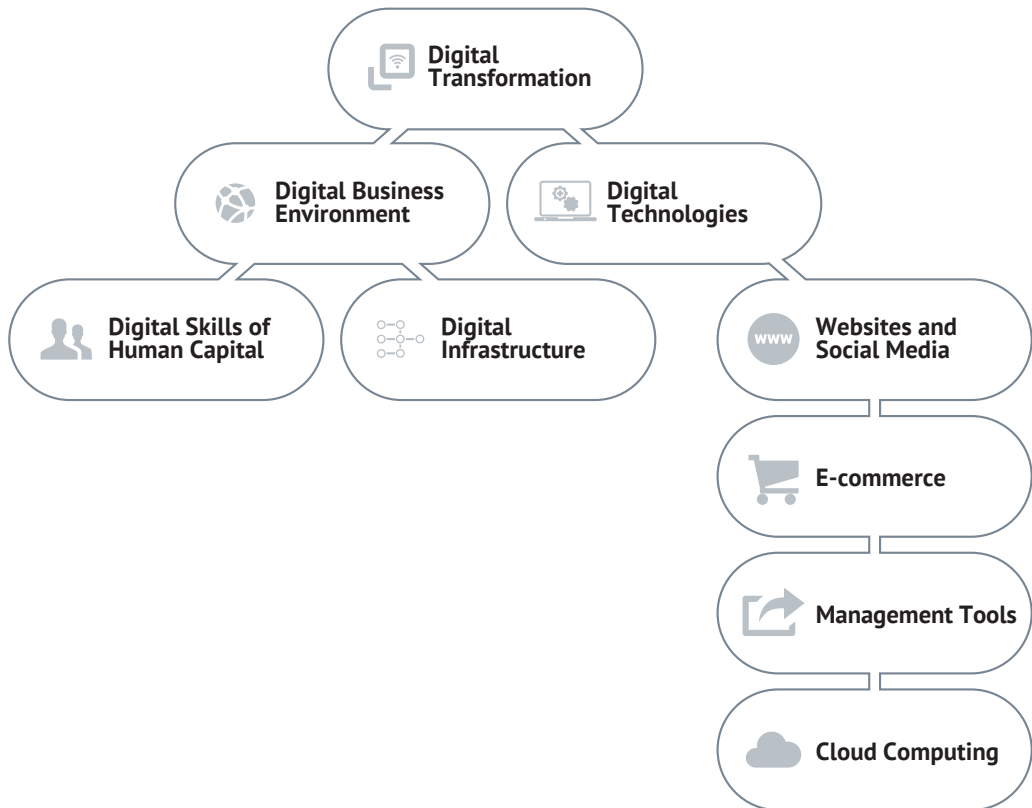 Digital
Transformation
Digital Business
Environment
Digital
Technologies
Digital Skills of
Human Capital
Digital
Infrastructure
www
Websites and
Social Media
E-commerce
Management Tools
Cloud Computing